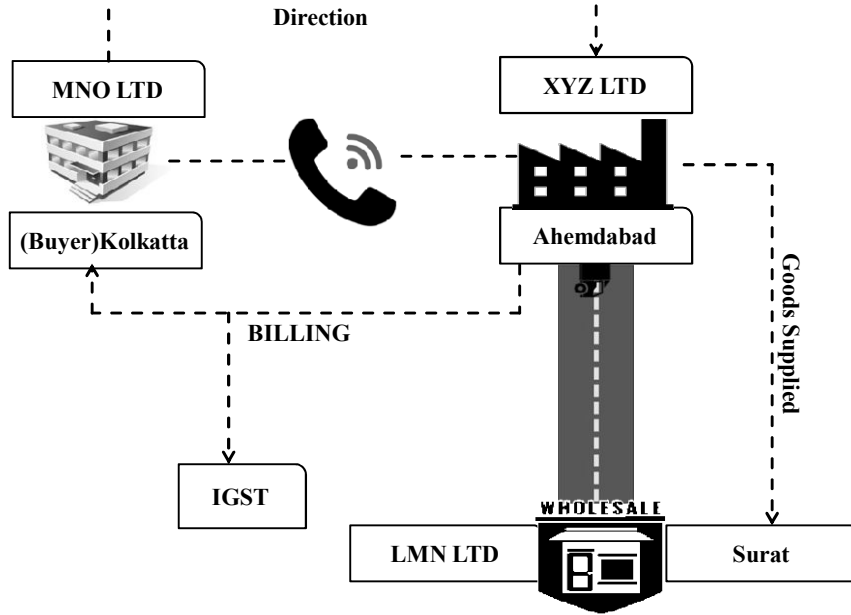 Direction
MNO LTD
XYZ LTD
(Buyer)Kolkatta
Ahemdabad
Goods Supplied
BILLING
IGST
WHOLESALE
LMN LTD
Surat